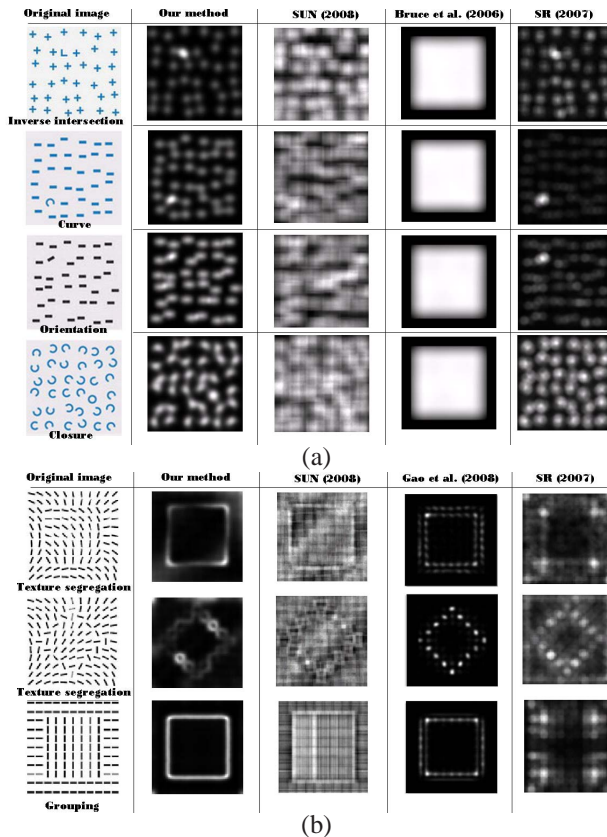 Original image Our method SUN (2008) Bruce et al. (2006) SR (2007)
Inverse intersection
Curve
Orientation
Closure
(a)
Original image Our method SUN (2008) Gao et al. (2008) SR (2007)
Texture segregation
Texture segregation
Grouping
(b)